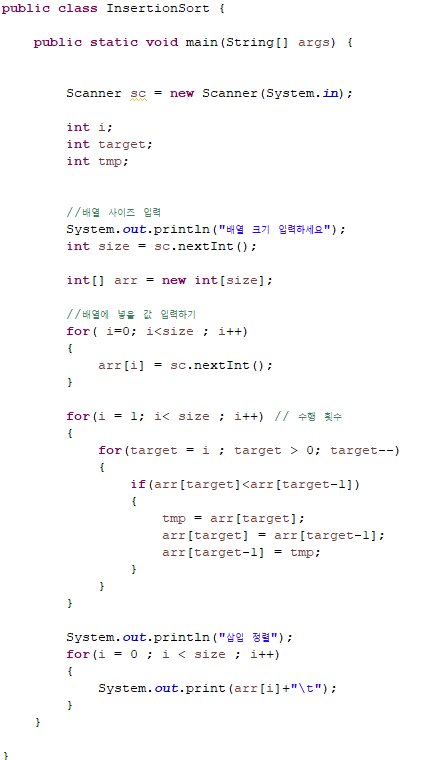 public class InsertionSort {
public static void main(String[] args) {
Scanner sc = new Scanner(System.in);
int i;
int target;
int tmp;
//배열 사이즈 입력
System.out.println("배열 크기 입력하세요");
int size = sc.nextInt();
int[] arr = new int[size];
//배열에 넣을 값 입력하기
for( i=0; i<size ; i++)
{
arr[i] = sc.nextInt();
}
for(i = 1; i< size ; i++) // 수행 횟수
{
for(target = i ; target > 0; target--)
{
if(arr[target]<arr[target-1])
{
tmp = arr[target];
arr[target] = arr[target-1];
arr[target-1] = tmp;
}
}
}
System.out.println("삽입 정렬");
for(i = 0 ; i < size ; i++)
{
System.out.print(arr[i]+"\t");
}
}
}